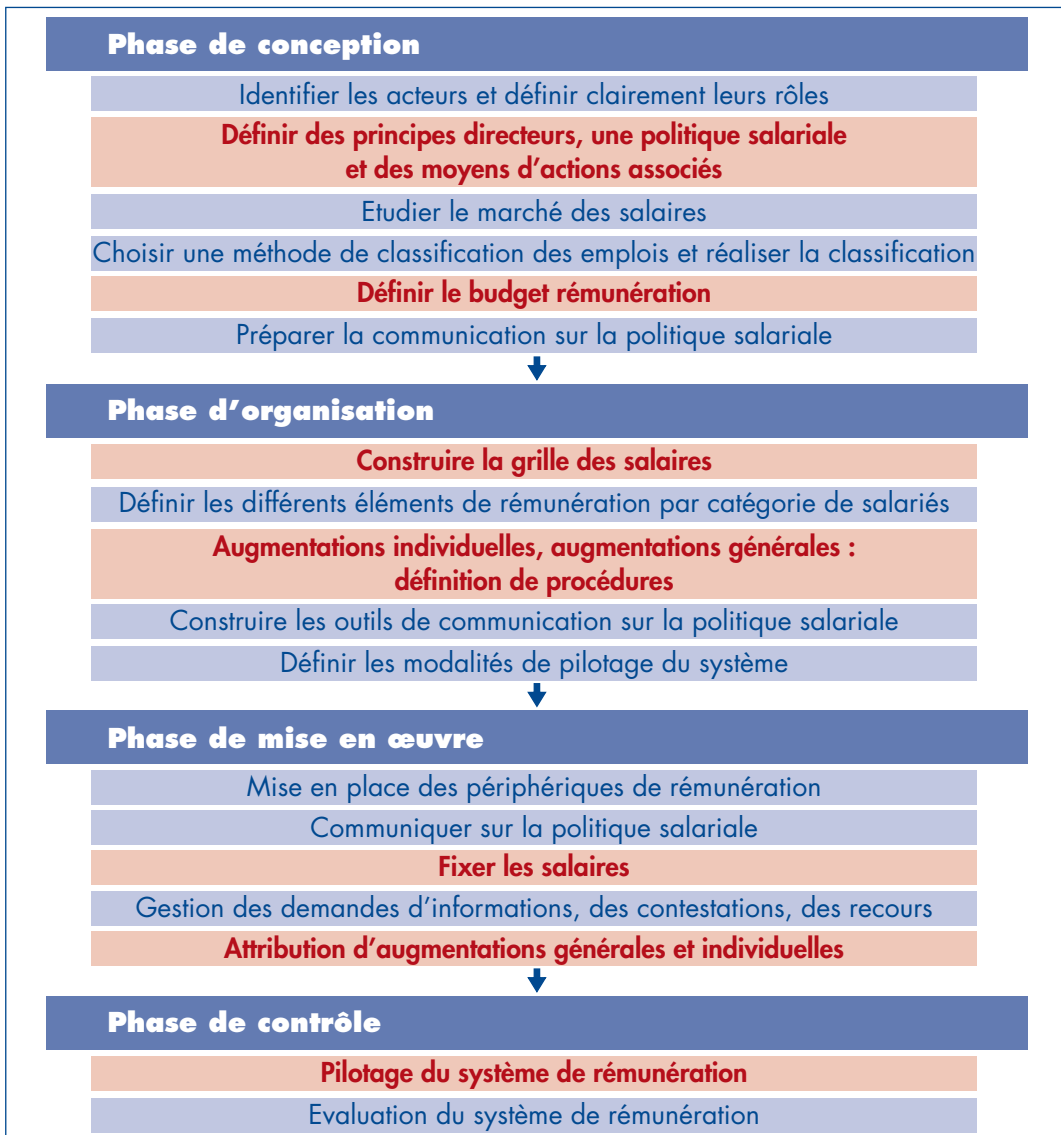 Phase de conception
Identifier les acteurs et définir clairement leurs rôles
Définir des principes directeurs, une politique salariale
et des moyens d’actions associés
Etudier le marché des salaires
Choisir une méthode de classification des emplois et réaliser la classification
Définir le budget rémunération
Préparer la communication sur la politique salariale
Phase d’organisation
Construire la grille des salaires
Définir les différents éléments de rémunération par catégorie de salariés
Augmentations individuelles, augmentations générales :
définition de procédures
Construire les outils de communication sur la politique salariale
Définir les modalités de pilotage du système
Phase de mise en œuvre
Mise en place des périphériques de rémunération
Communiquer sur la politique salariale
Fixer les salaires
Gestion des demandes d’informations, des contestations, des recours
Attribution d’augmentations générales et individuelles
Phase de contrôle
Pilotage du système de rémunération
Evaluation du système de rémunération